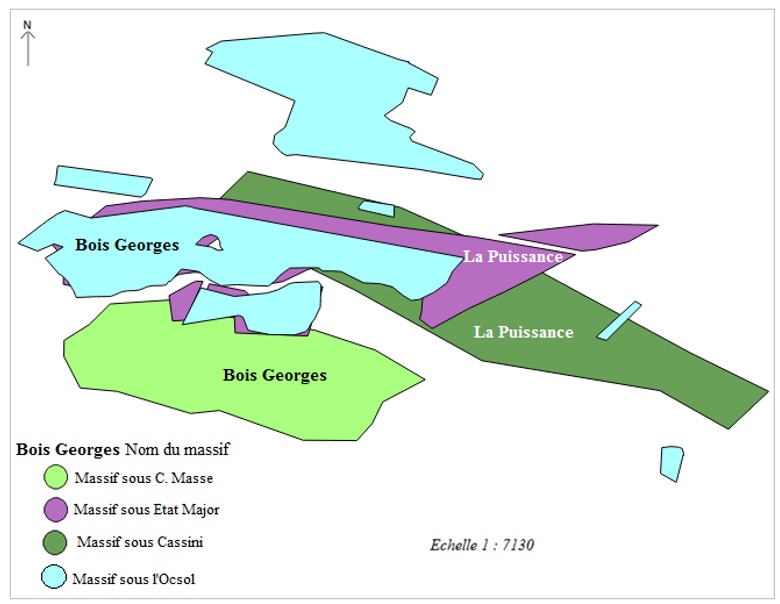 N
Bois Georges
La Puissance
La Puissance
Bois Georges
Bois Georges Nom du massif
Massif sous C. Masse
Massif sous Etat Major
Massif sous Cassini
Massif sous l'Ocsol
Echelle 1 : 7130